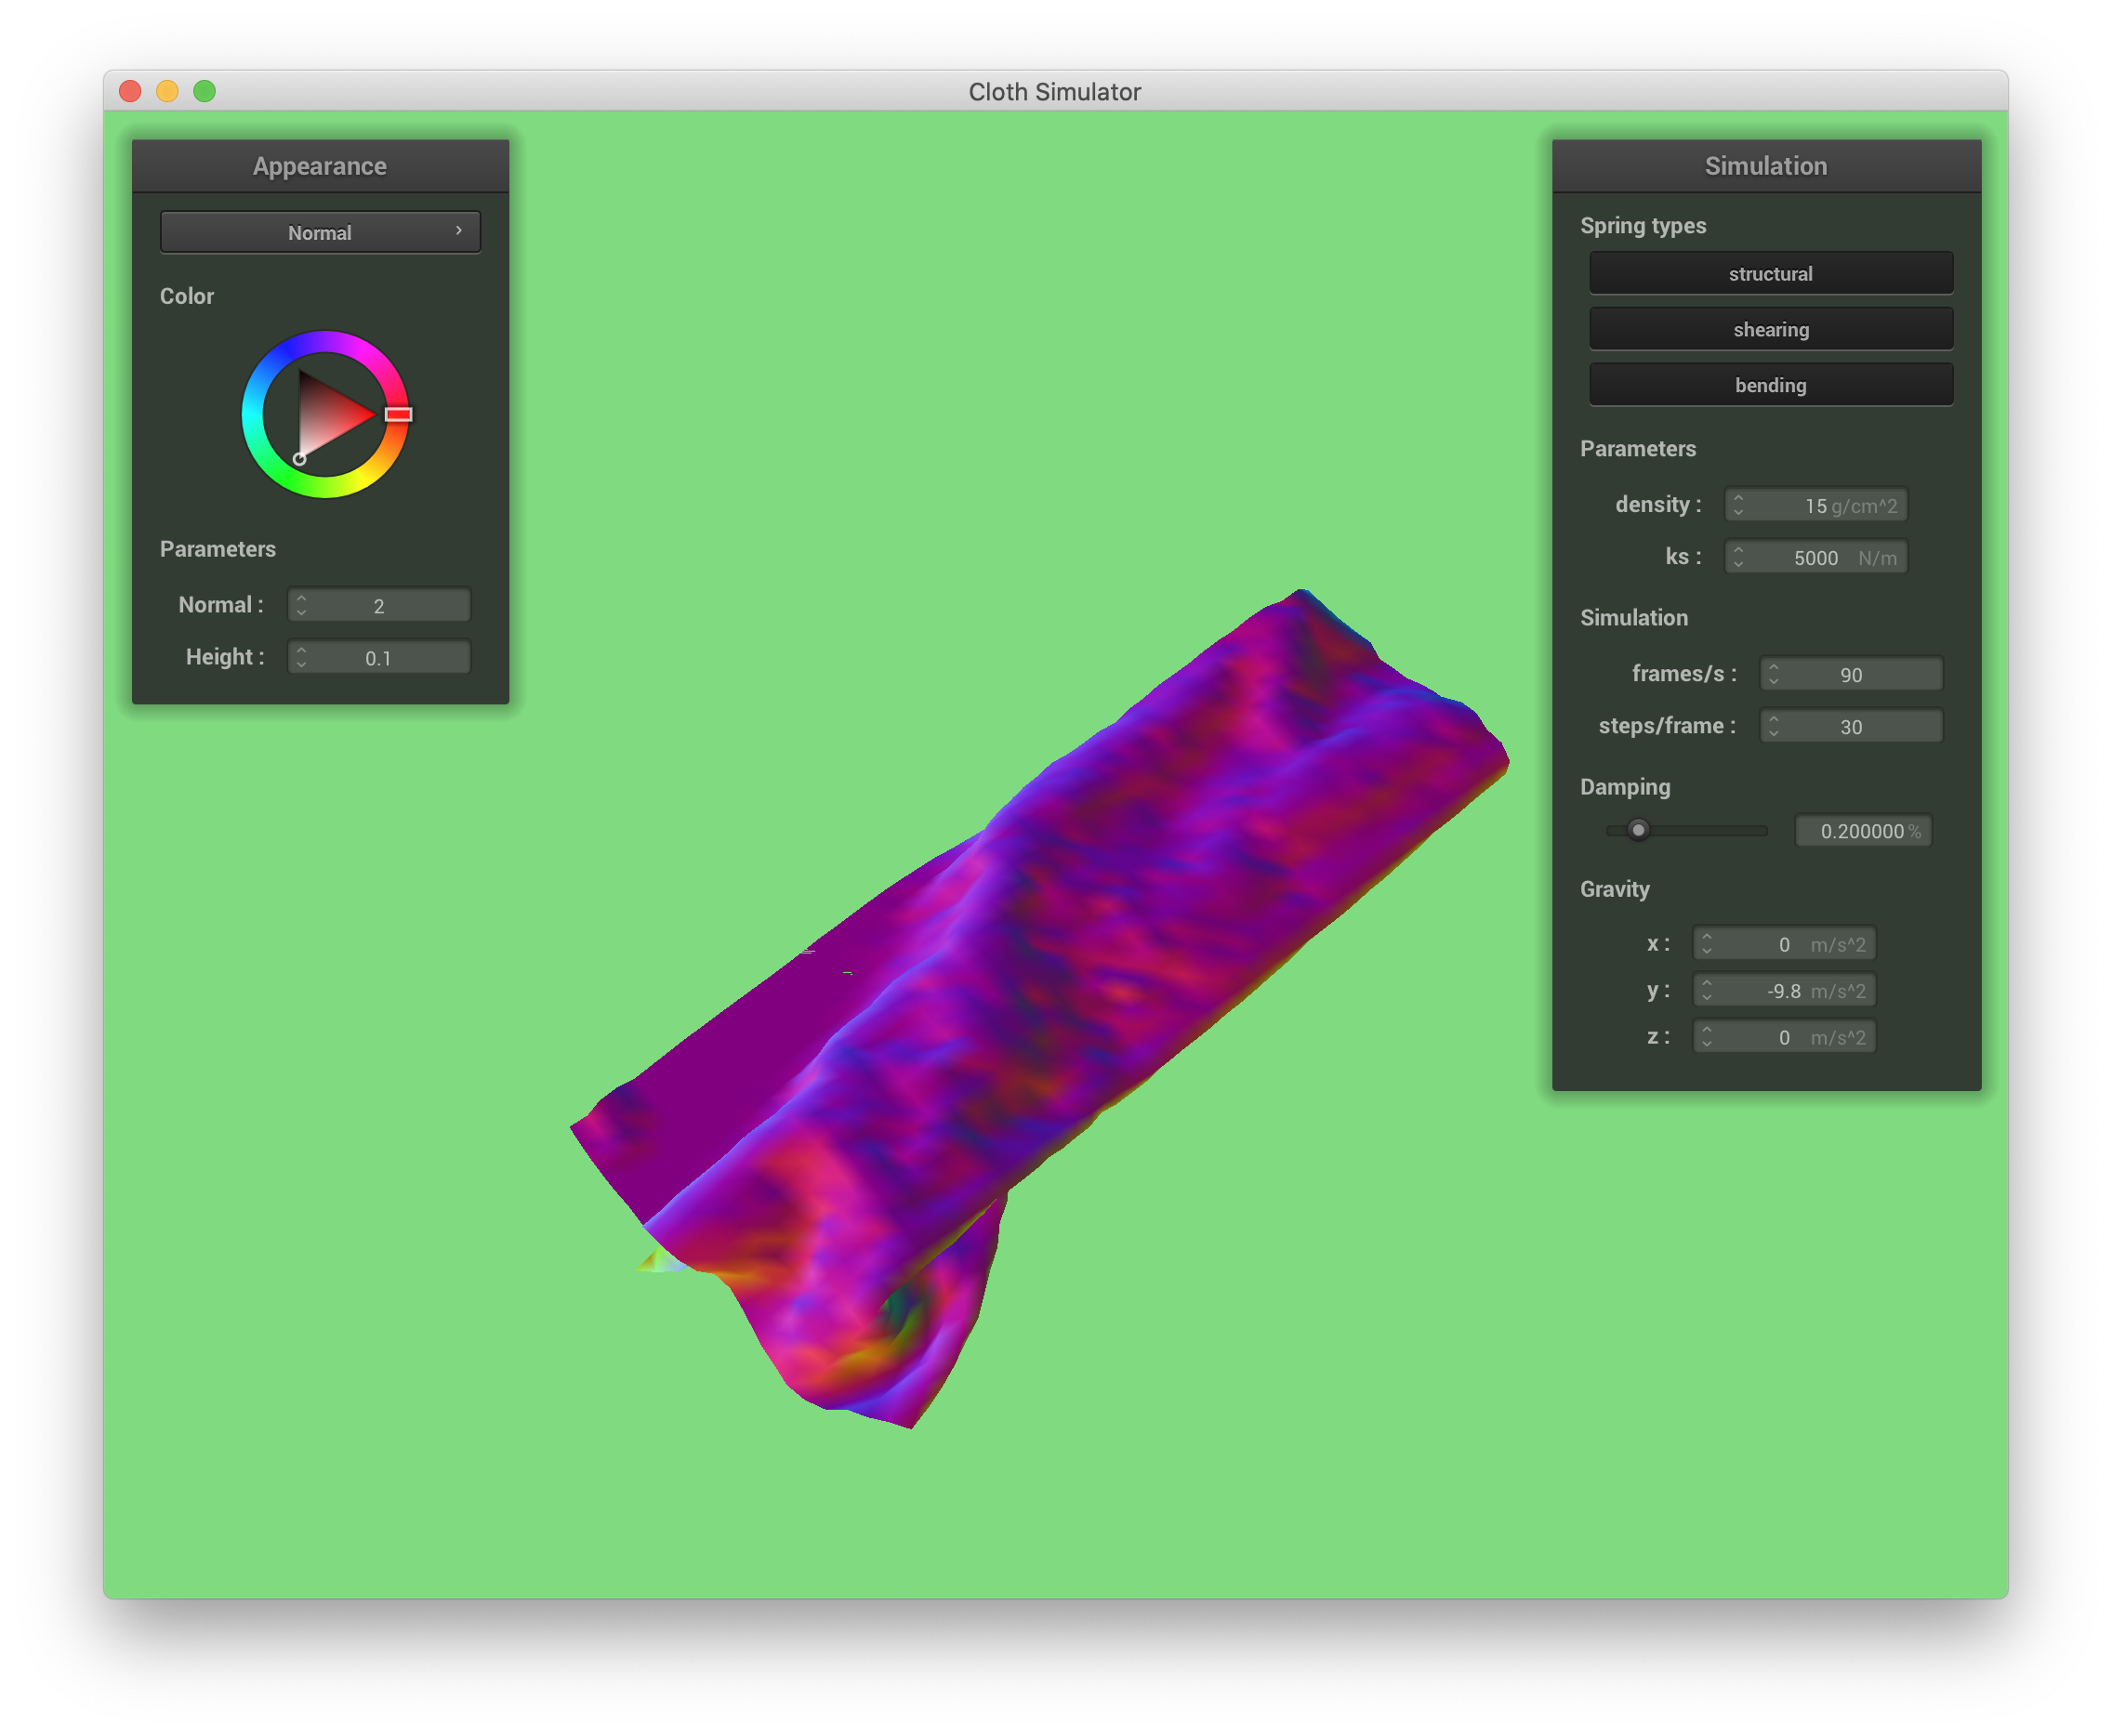 Cloth Simulator
Appearance
Normal
Color
Parameters
Normal : 2
Height : 0.1
Simulation
Spring types
structural
shearing
bending
Parameters
density : 15 g/cm^2
ks : 5000 N/m
Simulation
frames/s : 90
steps/frame : 30
Damping
0.200000 %
Gravity
x : 0 m/s^2
y : -9.8 m/s^2
z : 0 m/s^2